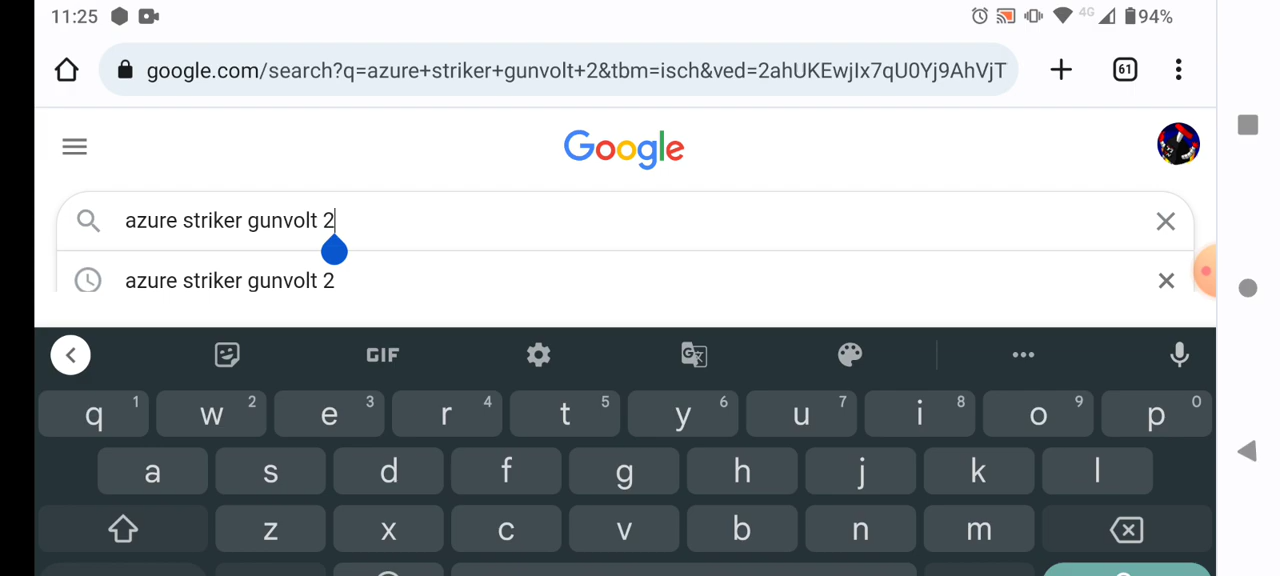 11:25 4G 94%
google.com/search?q=azure+striker+gunvolt+2&tbm=isch&ved=2ahUKEwjIx7qU0Yj9AhVjT
61
Google
azure striker gunvolt 2
azure striker gunvolt 2
GIF
q 1 w 2 e 3 r 4 t 5 y 6 u 7 i 8 o 9 p 0
a s d f g h j k l
z x c v b n m